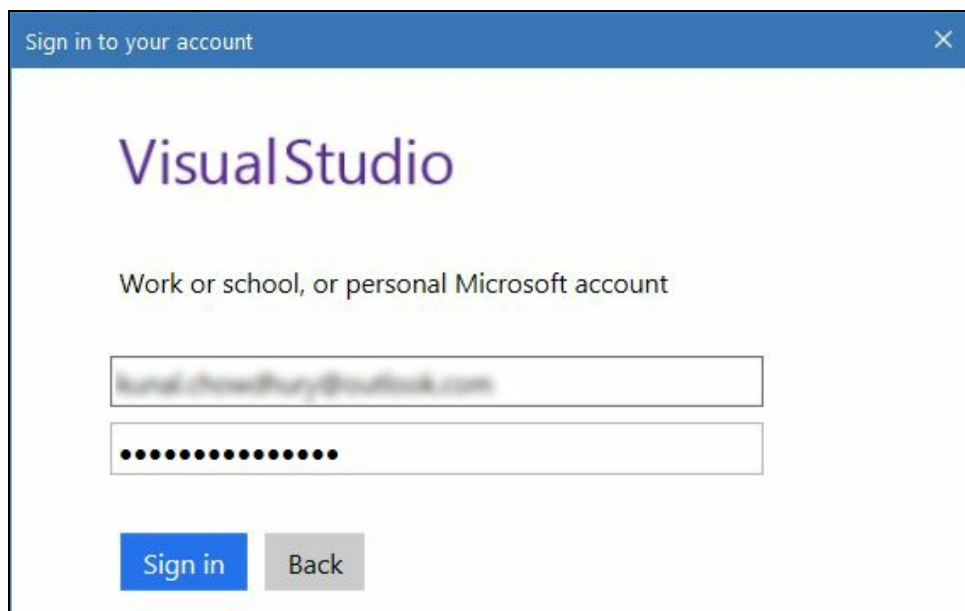 Sign in to your account
Visual Studio
Work or school, or personal Microsoft account
•••••••••••••••
Sign in Back